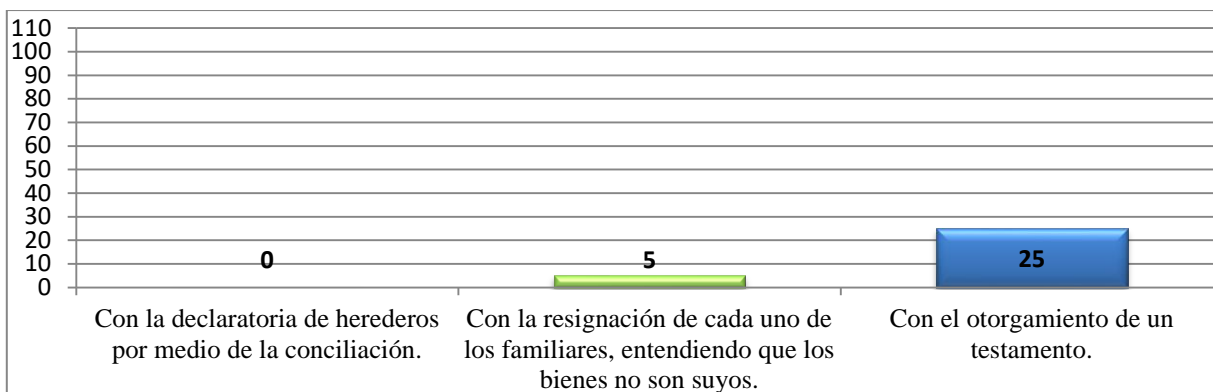 110
100
90
80
70
60
50
40
30
20
10
0
0
5
25
Con la declaratoria de herederos
por medio de la conciliación.
Con la resignación de cada uno de
los familiares, entendiendo que los
bienes no son suyos.
Con el otorgamiento de un
testamento.